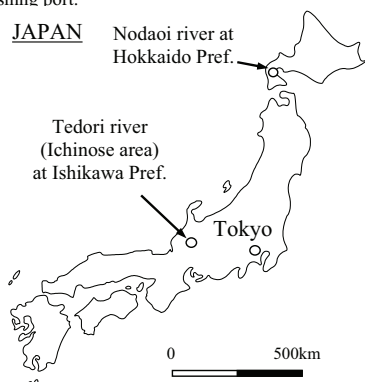 JAPAN
Nodaoi river at
Hokkaido Pref.
Tedori river
(Ichinose area)
at Ishikawa Pref.
Tokyo
0 500km